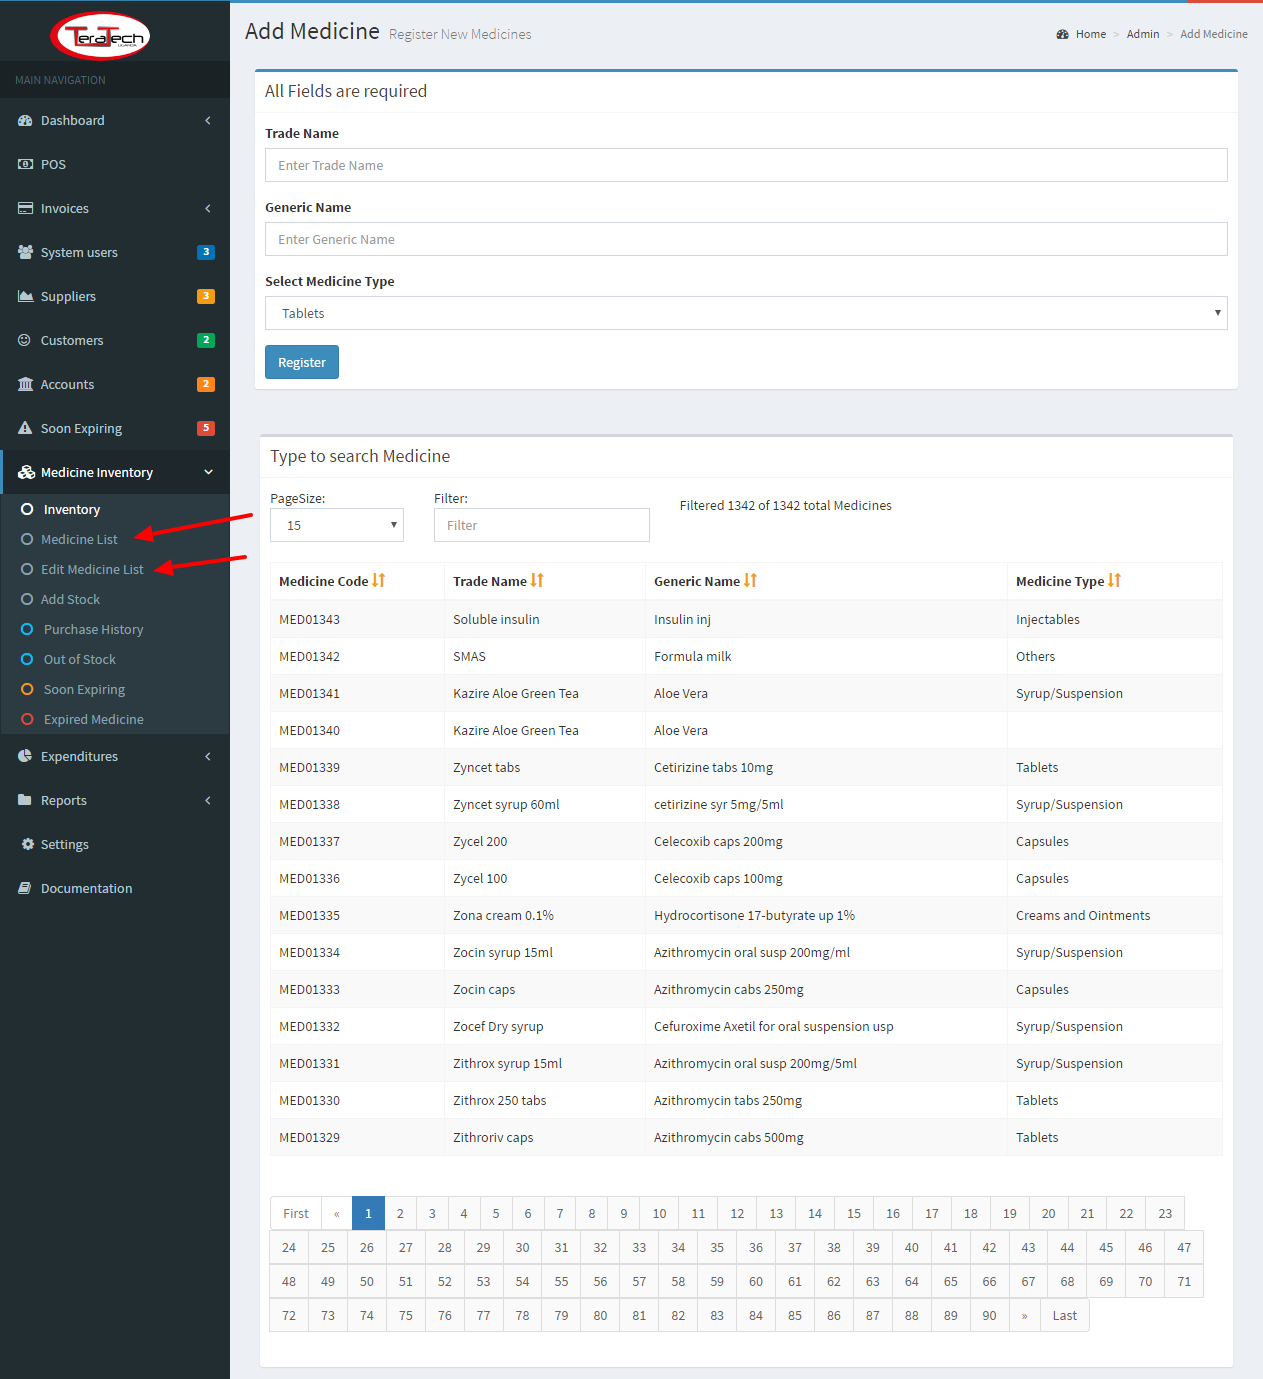 TeraTech
UGANDA
MAIN NAVIGATION
Dashboard
POS
Invoices
System users 3
Suppliers 3
Customers 2
Accounts 2
Soon Expiring 5
Medicine Inventory
Inventory
Medicine List
Edit Medicine List
Add Stock
Purchase History
Out of Stock
Soon Expiring
Expired Medicine
Expenditures
Reports
Settings
Documentation
Add Medicine Register New Medicines
Home > Admin > Add Medicine
All Fields are required
Trade Name
Enter Trade Name
Generic Name
Enter Generic Name
Select Medicine Type
Tablets
Register
Type to search Medicine
PageSize: Filter:
15 Filter
Filtered 1342 of 1342 total Medicines
Medicine Code Trade Name Generic Name Medicine Type
MED01343 Soluble insulin Insulin inj Injectables
MED01342 SMAS Formula milk Others
MED01341 Kazire Aloe Green Tea Aloe Vera Syrup/Suspension
MED01340 Kazire Aloe Green Tea Aloe Vera
MED01339 Zyncet tabs Cetirizine tabs 10mg Tablets
MED01338 Zyncet syrup 60ml cetirizine syr 5mg/5ml Syrup/Suspension
MED01337 Zycel 200 Celecoxib caps 200mg Capsules
MED01336 Zycel 100 Celecoxib caps 100mg Capsules
MED01335 Zona cream 0.1% Hydrocortisone 17-butyrate up 1% Creams and Ointments
MED01334 Zocin syrup 15ml Azithromycin oral susp 200mg/ml Syrup/Suspension
MED01333 Zocin caps Azithromycin cabs 250mg Capsules
MED01332 Zocef Dry syrup Cefuroxime Axetil for oral suspension usp Syrup/Suspension
MED01331 Zithrox syrup 15ml Azithromycin oral susp 200mg/5ml Syrup/Suspension
MED01330 Zithrox 250 tabs Azithromycin tabs 250mg Tablets
MED01329 Zithroriv caps Azithromycin cabs 500mg Tablets
First « 1 2 3 4 5 6 7 8 9 10 11 12 13 14 15 16 17 18 19 20 21 22 23
24 25 26 27 28 29 30 31 32 33 34 35 36 37 38 39 40 41 42 43 44 45 46 47
48 49 50 51 52 53 54 55 56 57 58 59 60 61 62 63 64 65 66 67 68 69 70 71
72 73 74 75 76 77 78 79 80 81 82 83 84 85 86 87 88 89 90 » Last